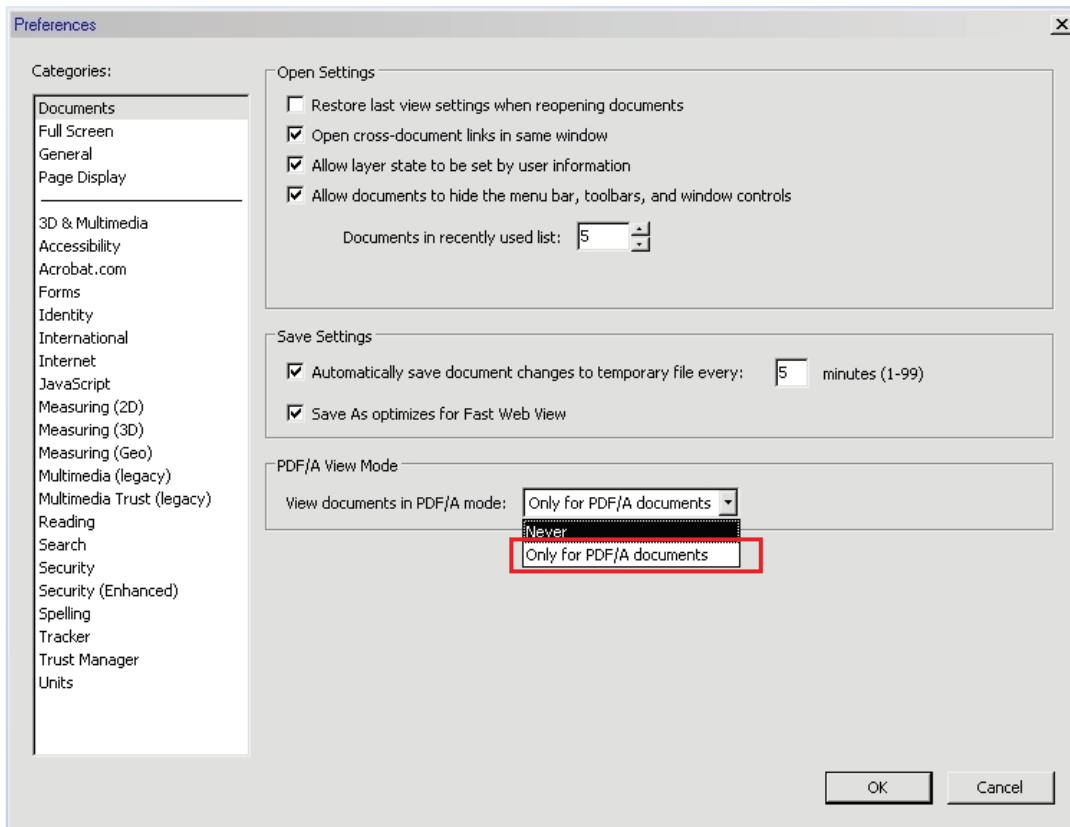 Preferences
Categories:
Documents
Full Screen
General
Page Display
3D & Multimedia
Accessibility
Acrobat.com
Forms
Identity
International
Internet
JavaScript
Measuring (2D)
Measuring (3D)
Measuring (Geo)
Multimedia (legacy)
Multimedia Trust (legacy)
Reading
Search
Security
Security (Enhanced)
Spelling
Tracker
Trust Manager
Units
Open Settings
Restore last view settings when reopening documents
Open cross-document links in same window
Allow layer state to be set by user information
Allow documents to hide the menu bar, toolbars, and window controls
Documents in recently used list: 5
Save Settings
Automatically save document changes to temporary file every: 5 minutes (1-99)
Save As optimizes for Fast Web View
PDF/A View Mode
View documents in PDF/A mode: Only for PDF/A documents
Never
Only for PDF/A documents
OK Cancel